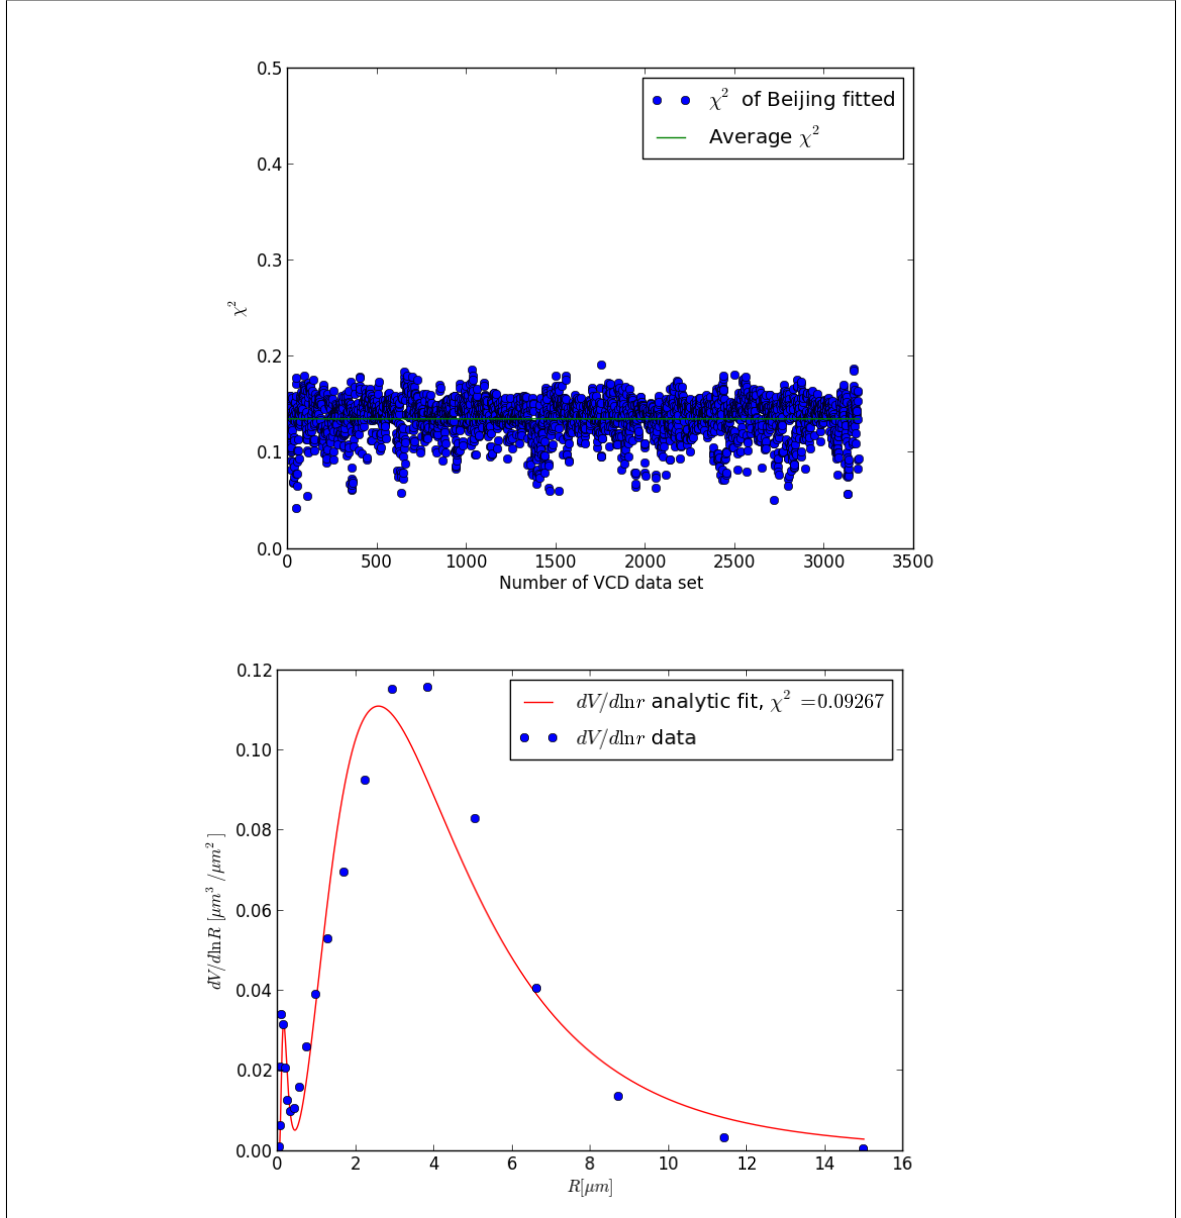 0.5
χ² of Beijing fitted
Average χ²
0.4
0.3
χ²
0.2
0.1
0.0
0 500 1000 1500 2000 2500 3000 3500
Number of VCD data set
0.12
dV/dlnr analytic fit, χ² =0.09267
dV/dlnr data
0.10
0.08
dV/dlnR [μm³/μm²]
0.06
0.04
0.02
0.00
0 2 4 6 8 10 12 14 16
R[μm]